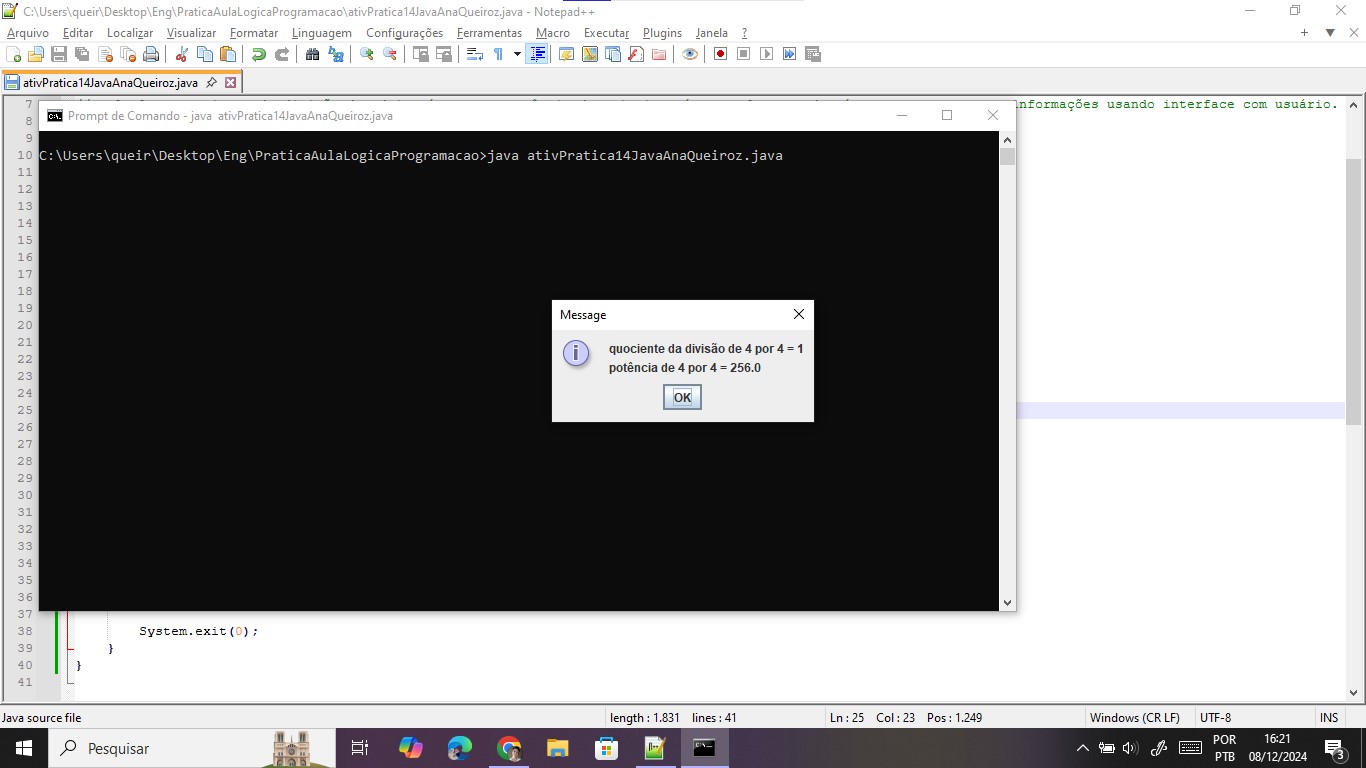 C:\Users\queir\Desktop\Eng\PraticaAulaLogicaProgramacao\ativPratica14JavaAnaQueiroz.java - Notepad++
Arquivo Editar Localizar Visualizar Formatar Linguagem Configurações Ferramentas Macro Executar Plugins Janela ?
ativPratica14JavaAnaQueiroz.java
7 informações usando interface com usuário.
Prompt de Comando - java ativPratica14JavaAnaQueiroz.java
8
9
10
C:\Users\queir\Desktop\Eng\PraticaAulaLogicaProgramacao>java ativPratica14JavaAnaQueiroz.java
11
12
13
14
15
16
17
18
19
Message
20
21
quociente da divisão de 4 por 4 = 1
22
potência de 4 por 4 = 256.0
23
24
OK
25
26
27
28
29
30
31
32
33
34
35
36
37
38 System.exit(0);
39 }
40 }
41
Java source file length : 1.831 lines : 41 Ln : 25 Col : 23 Pos : 1.249 Windows (CR LF) UTF-8 INS
Pesquisar
POR
PTB
16:21
08/12/2024
3